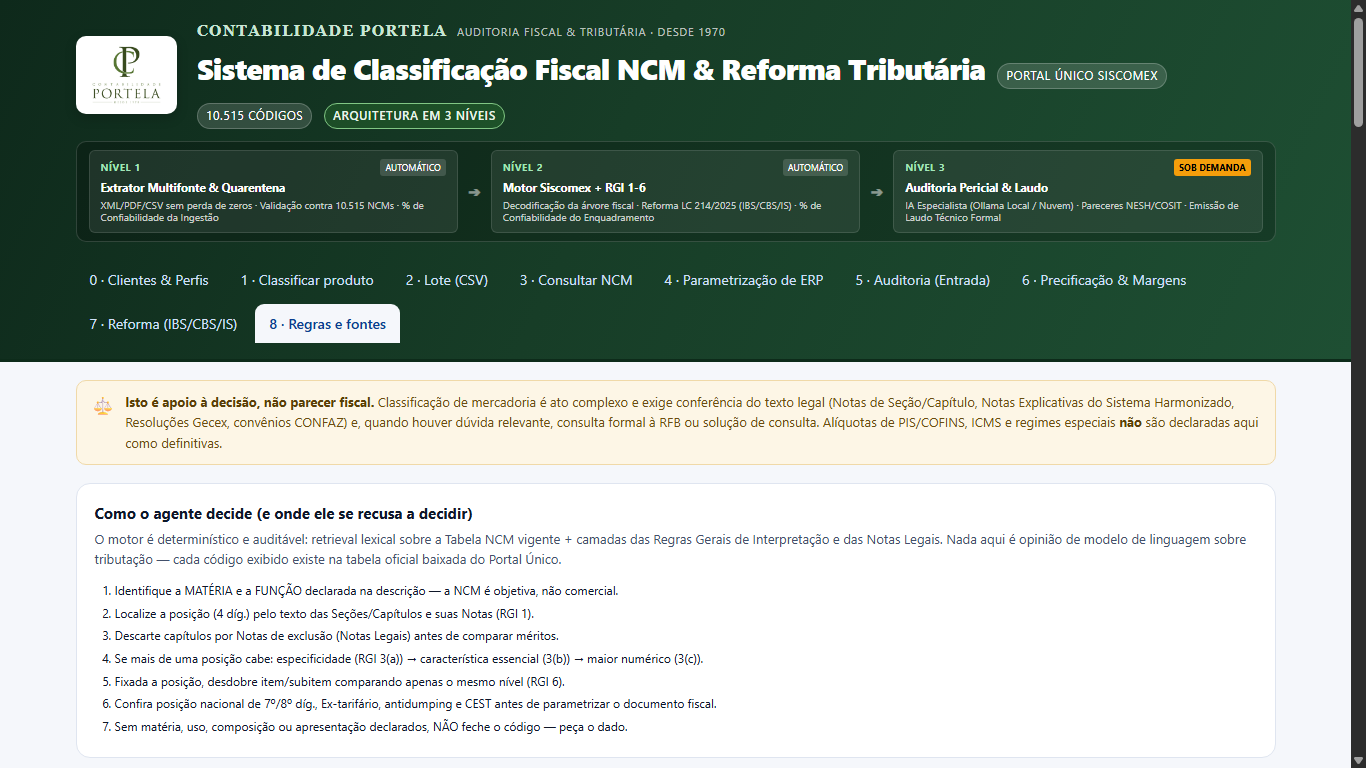 CONTABILIDADE PORTELA AUDITORIA FISCAL & TRIBUTÁRIA · DESDE 1970
PORTELA
Sistema de Classificação Fiscal NCM & Reforma Tributária PORTAL ÚNICO SISCOMEX
10.515 CÓDIGOS ARQUITETURA EM 3 NÍVEIS
NÍVEL 1 AUTOMÁTICO
Extrator Multifonte & Quarentena
XML/PDF/CSV sem perda de zeros · Validação contra 10.515 NCMs · % de
Confiabilidade da Ingestão
➔
NÍVEL 2 AUTOMÁTICO
Motor Siscomex + RGI 1-6
Decodificação da árvore fiscal · Reforma LC 214/2025 (IBS/CBS/IS) · % de
Confiabilidade do Enquadramento
➔
NÍVEL 3 SOB DEMANDA
Auditoria Pericial & Laudo
IA Especialista (Ollama Local / Nuvem) · Pareceres NESH/COSIT · Emissão de
Laudo Técnico Formal
0 · Clientes & Perfis 1 · Classificar produto 2 · Lote (CSV) 3 · Consultar NCM 4 · Parametrização de ERP 5 · Auditoria (Entrada) 6 · Precificação & Margens
7 · Reforma (IBS/CBS/IS) 8 · Regras e fontes
Isto é apoio à decisão, não parecer fiscal. Classificação de mercadoria é ato complexo e exige conferência do texto legal (Notas de Seção/Capítulo, Notas Explicativas do Sistema Harmonizado,
Resoluções Gecex, convênios CONFAZ) e, quando houver dúvida relevante, consulta formal à RFB ou solução de consulta. Alíquotas de PIS/COFINS, ICMS e regimes especiais não são declaradas aqui
como definitivas.
Como o agente decide (e onde ele se recusa a decidir)
O motor é determinístico e auditável: retrieval lexical sobre a Tabela NCM vigente + camadas das Regras Gerais de Interpretação e das Notas Legais. Nada aqui é opinião de modelo de linguagem sobre
tributação — cada código exibido existe na tabela oficial baixada do Portal Único.
1. Identifique a MATÉRIA e a FUNÇÃO declarada na descrição — a NCM é objetiva, não comercial.
2. Localize a posição (4 díg.) pelo texto das Seções/Capítulos e suas Notas (RGI 1).
3. Descarte capítulos por Notas de exclusão (Notas Legais) antes de comparar méritos.
4. Se mais de uma posição cabe: especificidade (RGI 3(a)) → característica essencial (3(b)) → maior numérico (3(c)).
5. Fixada a posição, desdobre item/subitem comparando apenas o mesmo nível (RGI 6).
6. Confira posição nacional de 7º/8º díg., Ex-tarifário, antidumping e CEST antes de parametrizar o documento fiscal.
7. Sem matéria, uso, composição ou apresentação declarados, NÃO feche o código — peça o dado.